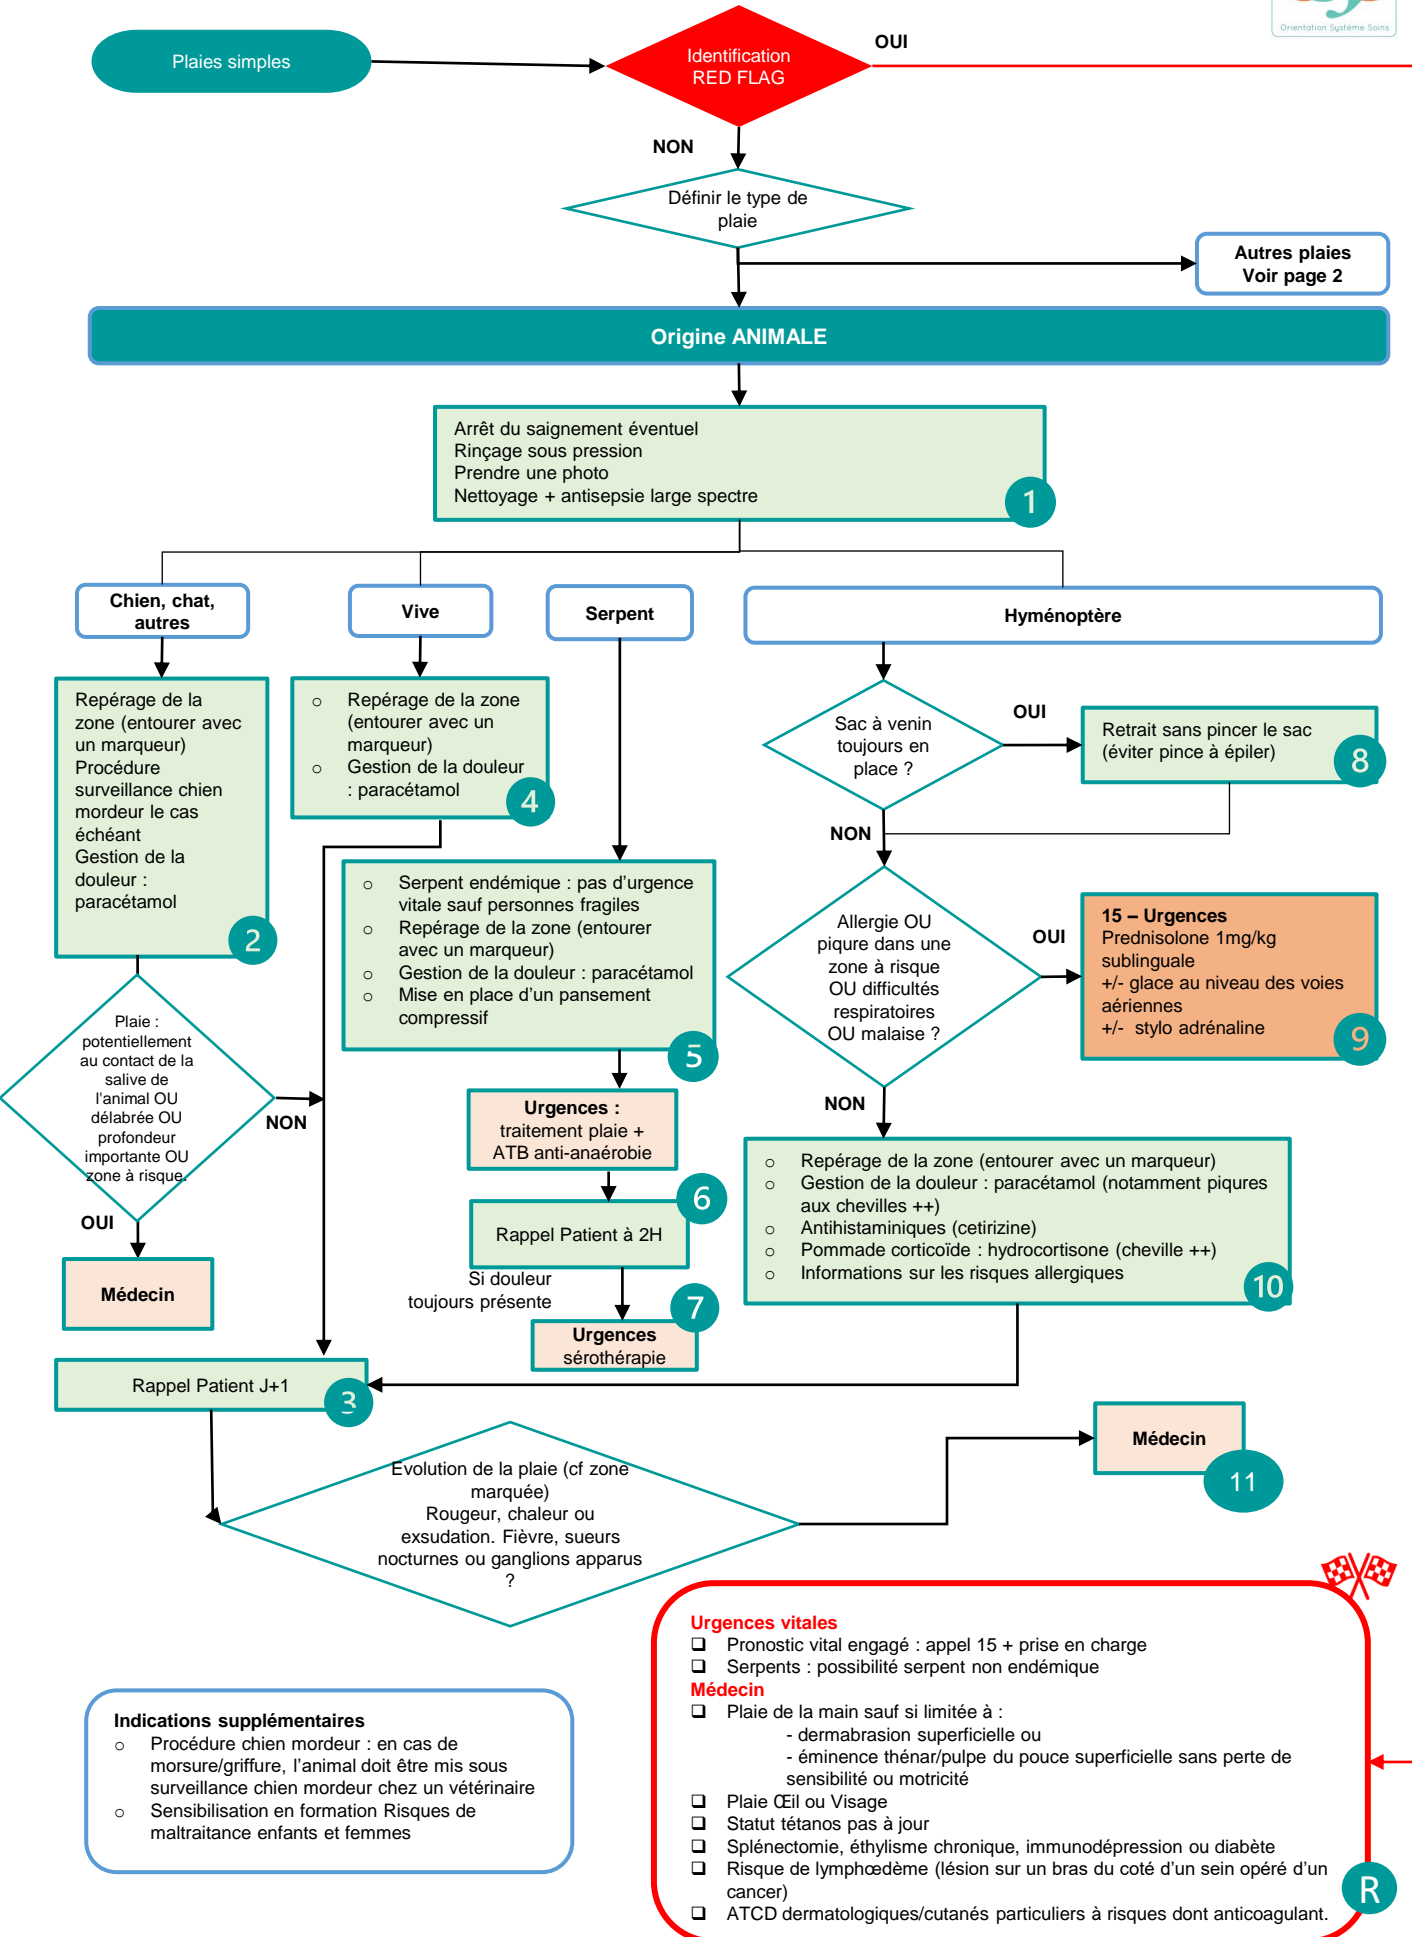 Orientation Système Soins
Plaies simples
Identification
RED FLAG
OUI
NON
Définir le type de
plaie
Autres plaies
Voir page 2
Origine ANIMALE
Arrêt du saignement éventuel
Rinçage sous pression
Prendre une photo
Nettoyage + antisepsie large spectre
1
Chien, chat,
autres
Vive
Serpent
Hyménoptère
Repérage de la
zone (entourer avec
un marqueur)
Procédure
surveillance chien
mordeur le cas
échéant
Gestion de la
douleur :
paracétamol
2
o Repérage de la zone
(entourer avec un
marqueur)
o Gestion de la douleur
: paracétamol
4
Sac à venin
toujours en
place ?
OUI
Retrait sans pincer le sac
(éviter pince à épiler)
8
NON
o Serpent endémique : pas d'urgence
vitale sauf personnes fragiles
o Repérage de la zone (entourer
avec un marqueur)
o Gestion de la douleur : paracétamol
o Mise en place d'un pansement
compressif
5
Allergie OU
piqure dans une
zone à risque
OU difficultés
respiratoires
OU malaise ?
OUI
15 – Urgences
Prednisolone 1mg/kg
sublinguale
+/- glace au niveau des voies
aériennes
+/- stylo adrénaline
9
Plaie :
potentiellement
au contact de la
salive de
l'animal OU
délabrée OU
profondeur
importante OU
zone à risque.
NON
OUI
Médecin
Urgences :
traitement plaie +
ATB anti-anaérobie
6
Rappel Patient à 2H
Si douleur
toujours présente
7
Urgences
sérothérapie
NON
o Repérage de la zone (entourer avec un marqueur)
o Gestion de la douleur : paracétamol (notamment piqures
aux chevilles ++)
o Antihistaminiques (cetirizine)
o Pommade corticoïde : hydrocortisone (cheville ++)
o Informations sur les risques allergiques
10
Rappel Patient J+1
3
Evolution de la plaie (cf zone
marquée)
Rougeur, chaleur ou
exsudation. Fièvre, sueurs
nocturnes ou ganglions apparus
?
Médecin
11
Urgences vitales
❑ Pronostic vital engagé : appel 15 + prise en charge
❑ Serpents : possibilité serpent non endémique
Médecin
❑ Plaie de la main sauf si limitée à :
- dermabrasion superficielle ou
- éminence thénar/pulpe du pouce superficielle sans perte de
sensibilité ou motricité
❑ Plaie Œil ou Visage
❑ Statut tétanos pas à jour
❑ Splénectomie, éthylisme chronique, immunodépression ou diabète
❑ Risque de lymphœdème (lésion sur un bras du coté d'un sein opéré d'un
cancer)
❑ ATCD dermatologiques/cutanés particuliers à risques dont anticoagulant.
R
Indications supplémentaires
o Procédure chien mordeur : en cas de
morsure/griffure, l'animal doit être mis sous
surveillance chien mordeur chez un vétérinaire
o Sensibilisation en formation Risques de
maltraitance enfants et femmes